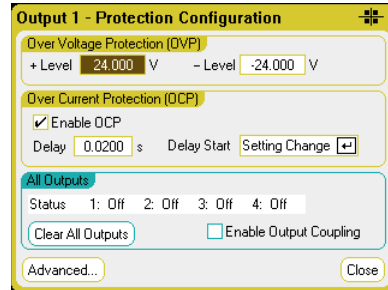 Output 1 - Protection Configuration
Over Voltage Protection (OVP)
+ Level 24.000 V - Level -24.000 V
Over Current Protection (OCP)
Enable OCP
Delay 0.0200 s Delay Start Setting Change
All Outputs
Status 1: Off 2: Off 3: Off 4: Off
Clear All Outputs Enable Output Coupling
Advanced... Close